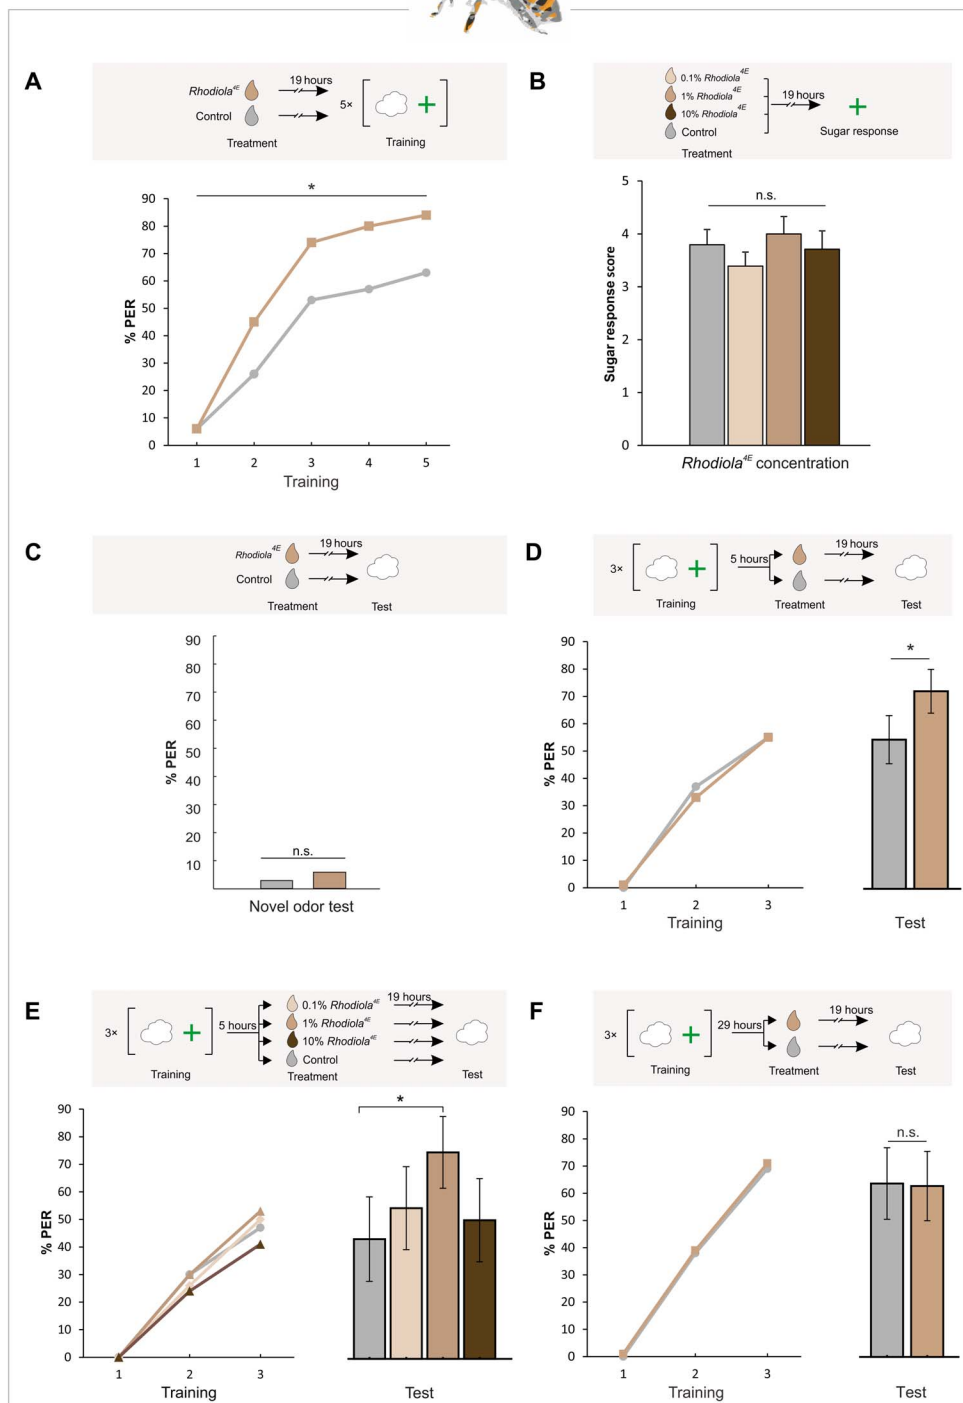 A
Rhodiola4E
19 hours
Control
5×
Treatment
Training
*
90
80
70
60
50
40
30
20
10
0
% PER
1 2 3 4 5
Training
B
0.1% Rhodiola4E
1% Rhodiola4E
10% Rhodiola4E
Control
19 hours
Sugar response
Treatment
n.s.
5
4
3
2
1
0
Sugar response score
Rhodiola4E concentration
C
Rhodiola4E
19 hours
Control
Treatment
Test
90
80
70
60
50
40
30
20
10
% PER
n.s.
Novel odor test
D
3×
5 hours
19 hours
Training
Treatment
Test
90
80
70
60
50
40
30
20
10
0
% PER
*
1 2 3
Training
Test
E
3×
5 hours
0.1% Rhodiola4E
1% Rhodiola4E
10% Rhodiola4E
Control
19 hours
Training
Treatment
Test
90
80
70
60
50
40
30
20
10
0
% PER
*
1 2 3
Training
Test
F
3×
29 hours
19 hours
Training
Treatment
Test
90
80
70
60
50
40
30
20
10
0
% PER
n.s.
1 2 3
Training
Test